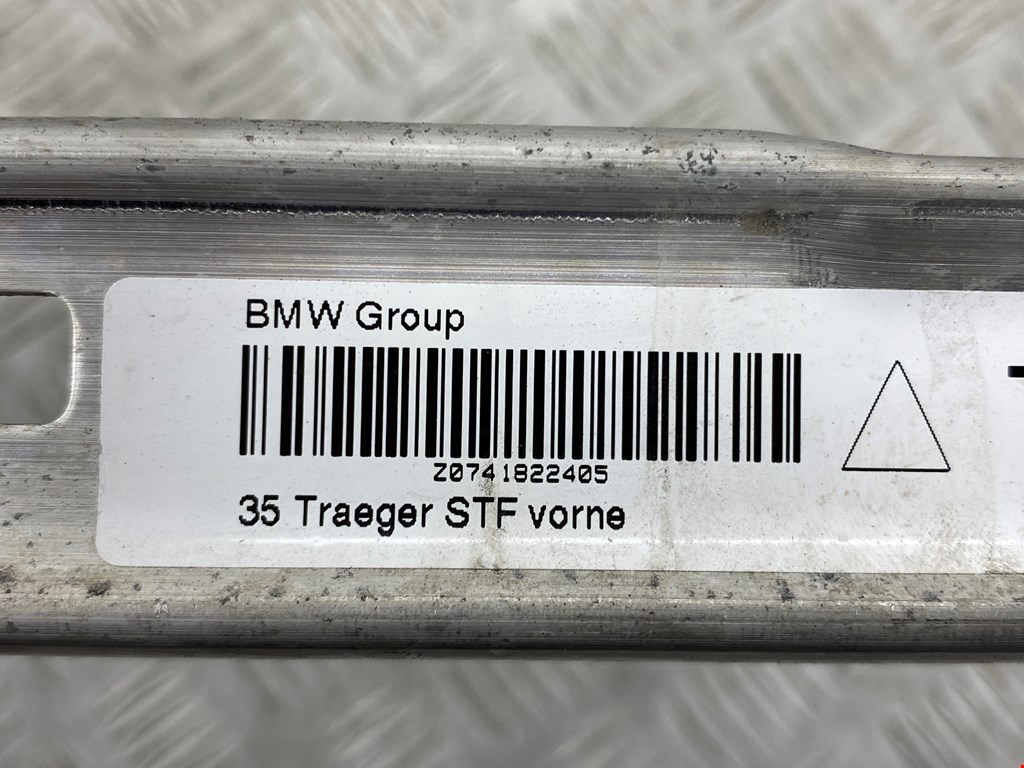 BMW Group
Z0741822405
35 Traeger STF vorne